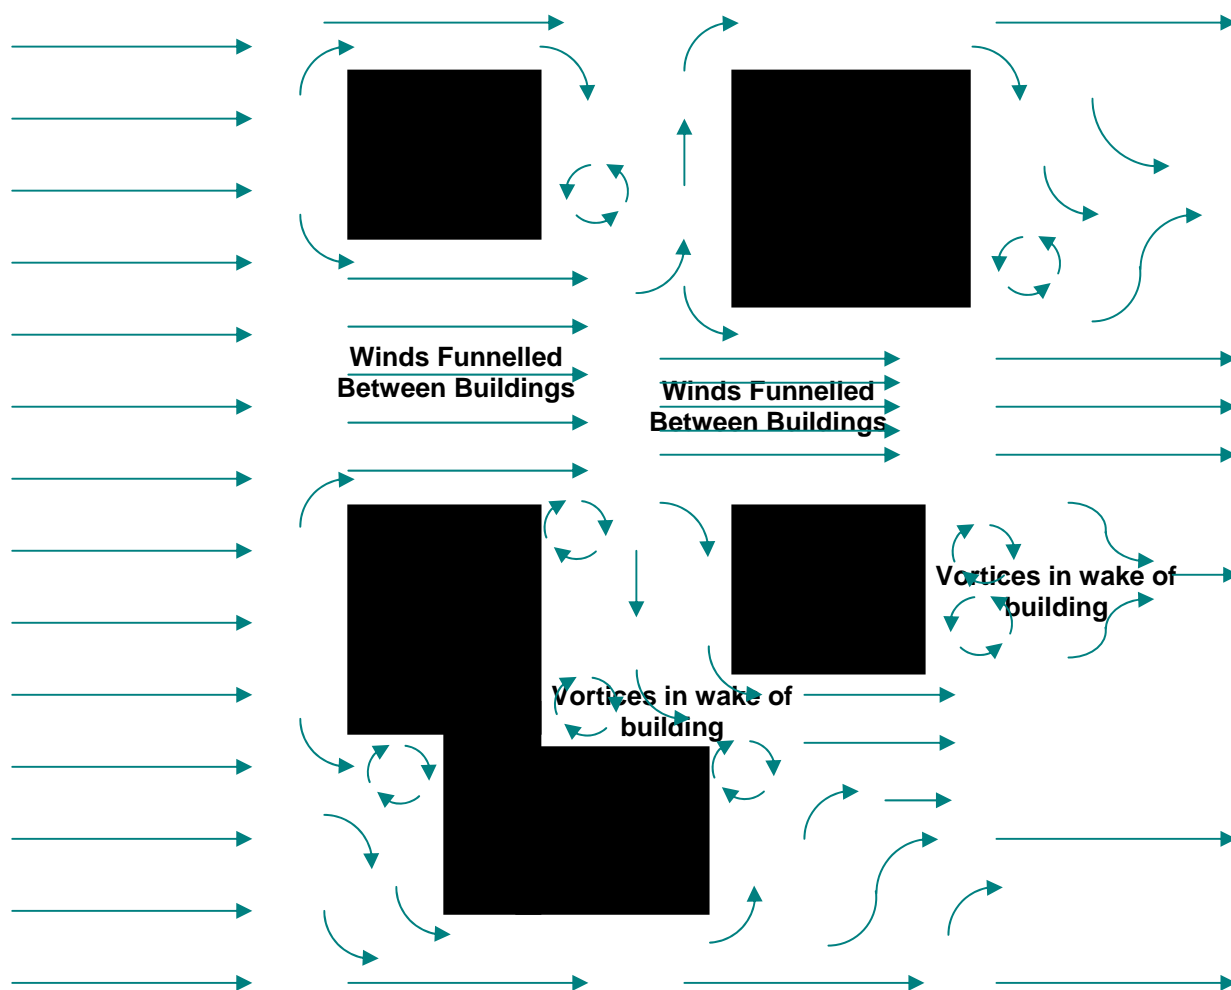 Winds Funnelled
Between Buildings
Winds Funnelled
Between Buildings
Vortices in wake of
building
Vortices in wake of
building